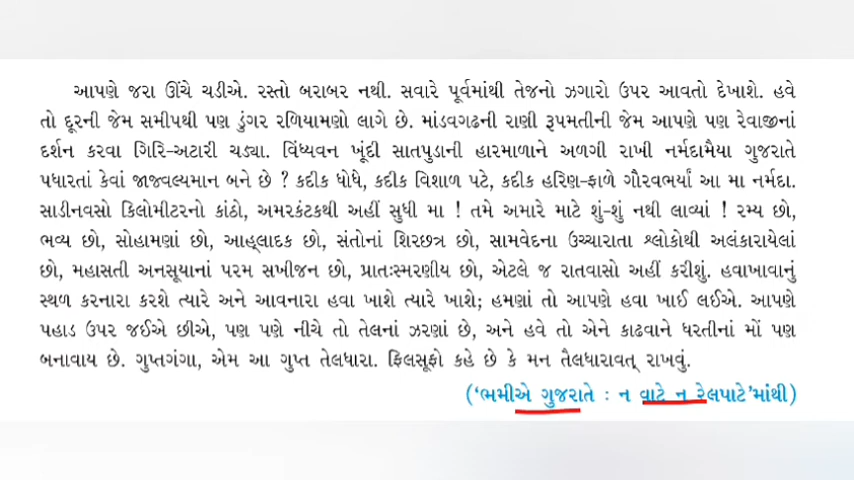 આપણે જરા ઊંચે ચડીએ. રસ્તો બરાબર નથી. સવારે પૂર્વમાંથી તેજનો ઝગારો ઉપર આવતો દેખાશે. હવે
તો દૂરની જેમ સમીપથી પણ ડુંગર રળિયામણો લાગે છે. માંડવગઢની રાણી રૂપમતીની જેમ આપણે પણ રેવાજીનાં
દર્શન કરવા ગિરિ-અટારી ચડ્યા. વિંધ્યવન ખૂંદી સાતપુડાની હારમાળાને અળગી રાખી નર્મદામૈયા ગુજરાતે
પધારતાં કેવાં જાજ્વલ્યમાન બને છે ? કદીક ધોધે, કદીક વિશાળ પટે, કદીક હરિણ-ફાળે ગૌરવભર્યાં આ મા નર્મદા.
સાડીનવસો કિલોમીટરનો કાંઠો, અમરકંટકથી અહીં સુધી મા ! તમે અમારે માટે શું-શું નથી લાવ્યાં ! રમ્ય છો,
ભવ્ય છો, સોહામણાં છો, આહ્લાદક છો, સંતોનાં શિરછત્ર છો, સામવેદના ઉચ્ચારાતા શ્લોકોથી અલંકારાયેલાં
છો, મહાસતી અનસૂયાનાં પરમ સખીજન છો, પ્રાતઃસ્મરણીય છો, એટલે જ રાતવાસો અહીં કરીશું. હવાખાવાનું
સ્થળ કરનારા કરશે ત્યારે અને આવનારા હવા ખાશે ત્યારે ખાશે; હમણાં તો આપણે હવા ખાઈ લઈએ. આપણે
પહાડ ઉપર જઈએ છીએ, પણ પણે નીચે તો તેલનાં ઝરણાં છે, અને હવે તો એને કાઢવાને ધરતીનાં મોં પણ
બનાવાય છે. ગુપ્તગંગા, એમ આ ગુપ્ત તેલધારા. ફિલસૂફો કહે છે કે મન તૈલધારાવત્ રાખવું.
(‘ભમીએ ગુજરાતે : ન વાટે ન રેલપાટે’માંથી)